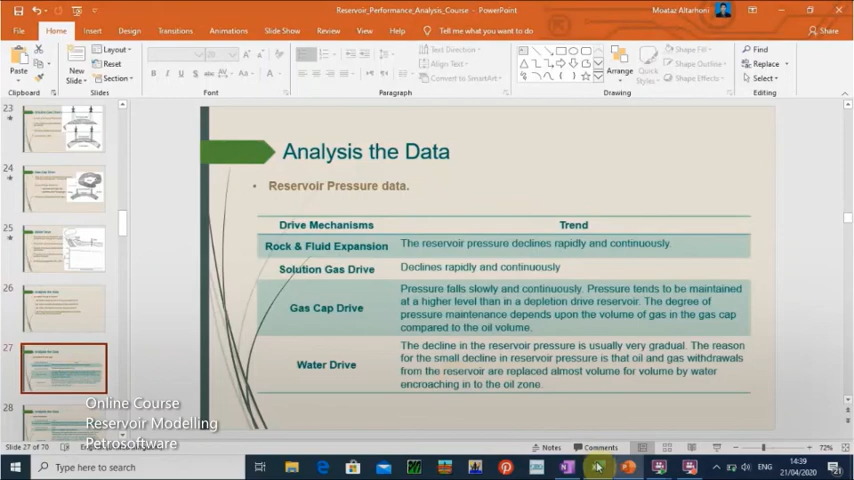 Reservoir_Performance_Analysis_Course - PowerPoint
Moataz Altarhoni
File
Home
Insert
Design
Transitions
Animations
Slide Show
Review
View
Tell me what you want to do
Share
Paste
New
Slides
Layout
Reset
Section
Text Direction
Align Text
Convert to SmartArt
Arrange
Quick
Styles
Shape Fill
Shape Outline
Shape Effects
Find
Replace
Select
Clipboard
Slides
Font
Paragraph
Drawing
Editing
23
24
25
26
27
28
Analysis the Data
Reservoir Pressure data.
Drive Mechanisms Trend
Rock & Fluid Expansion The reservoir pressure declines rapidly and continuously.
Solution Gas Drive Declines rapidly and continuously
Gas Cap Drive
Pressure falls slowly and continuously. Pressure tends to be maintained
at a higher level than in a depletion drive reservoir. The degree of
pressure maintenance depends upon the volume of gas in the gas cap
compared to the oil volume.
Water Drive
The decline in the reservoir pressure is usually very gradual. The reason
for the small decline in reservoir pressure is that oil and gas withdrawals
from the reservoir are replaced almost volume for volume by water
encroaching in to the oil zone.
Online Course
Reservoir Modelling
Petrosoftware
Slide 27 of 70
Notes
Comments
72%
Type here to search
ENG
14:39
21/04/2020
21